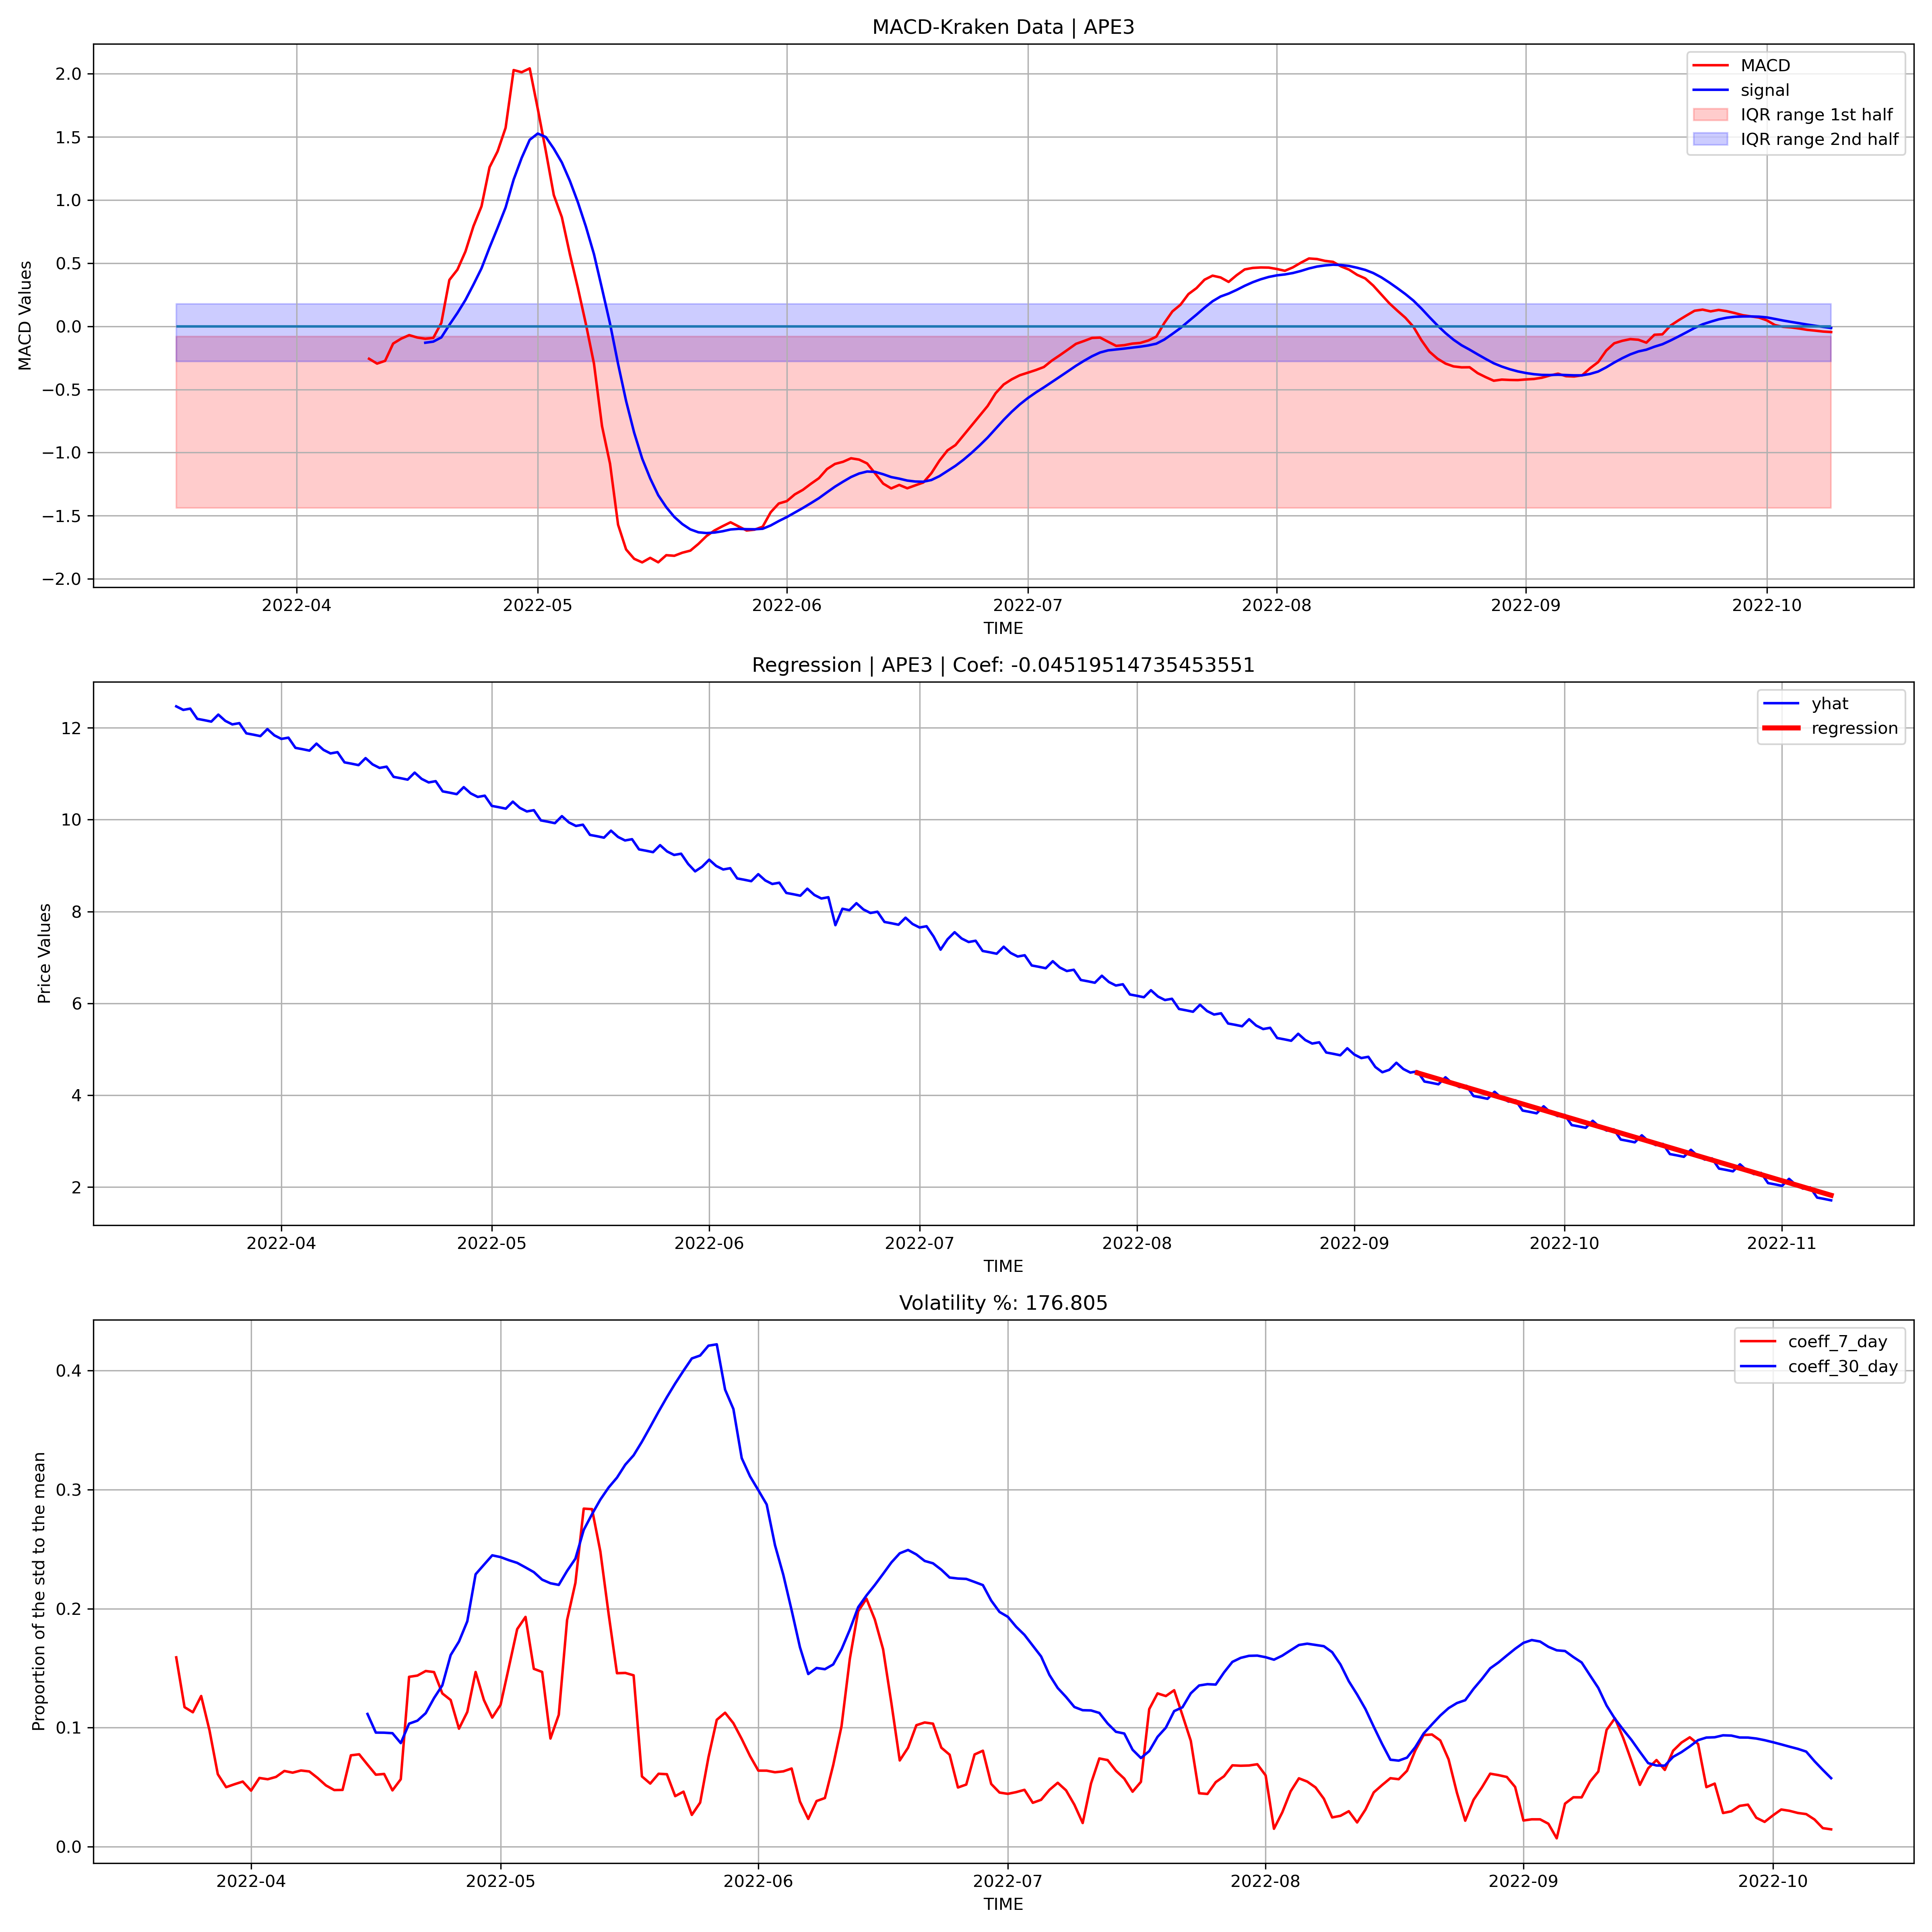 MACD-Kraken Data | APE3
MACD Values
2.0
1.5
1.0
0.5
0.0
−0.5
−1.0
−1.5
−2.0
MACD
signal
IQR range 1st half
IQR range 2nd half
2022-04 2022-05 2022-06 2022-07 2022-08 2022-09 2022-10
TIME
Regression | APE3 | Coef: -0.04519514735453551
Price Values
12
10
8
6
4
2
yhat
regression
2022-04 2022-05 2022-06 2022-07 2022-08 2022-09 2022-10 2022-11
TIME
Volatility %: 176.805
Proportion of the std to the mean
0.4
0.3
0.2
0.1
0.0
coeff_7_day
coeff_30_day
2022-04 2022-05 2022-06 2022-07 2022-08 2022-09 2022-10
TIME